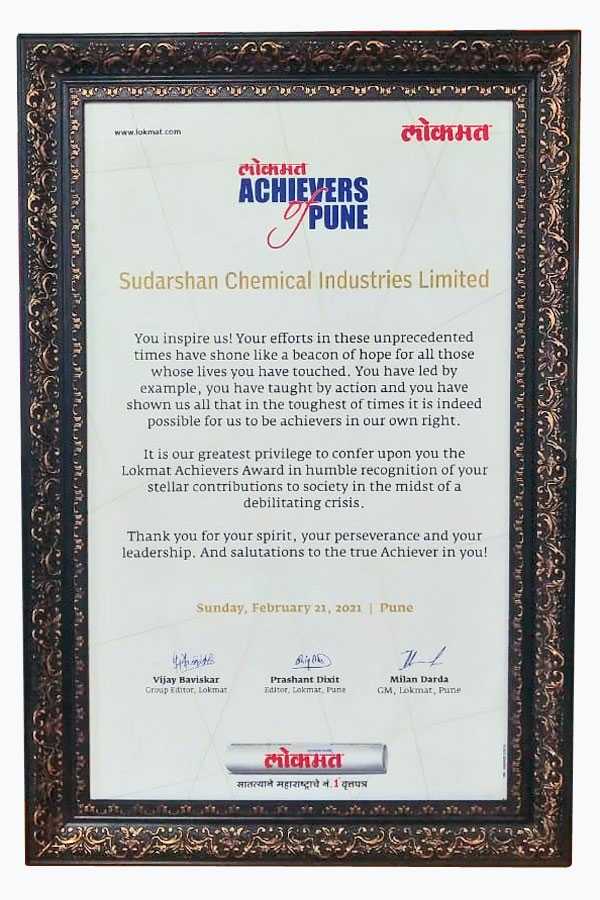 www.lokmat.com
लोकमत
लोकमत
ACHIEVERS
of PUNE
Sudarshan Chemical Industries Limited
You inspire us! Your efforts in these unprecedented
times have shone like a beacon of hope for all those
whose lives you have touched. You have led by
example, you have taught by action and you have
shown us all that in the toughest of times it is indeed
possible for us to be achievers in our own right.
It is our greatest privilege to confer upon you the
Lokmat Achievers Award in humble recognition of your
stellar contributions to society in the midst of a
debilitating crisis.
Thank you for your spirit, your perseverance and your
leadership. And salutations to the true Achiever in you!
Sunday, February 21, 2021 | Pune
Vijay Baviskar
Group Editor, Lokmat
Prashant Dixit
Editor, Lokmat, Pune
Milan Darda
GM, Lokmat, Pune
लोकमत
सातत्याने महाराष्ट्राचे नं.1 वृत्तपत्र